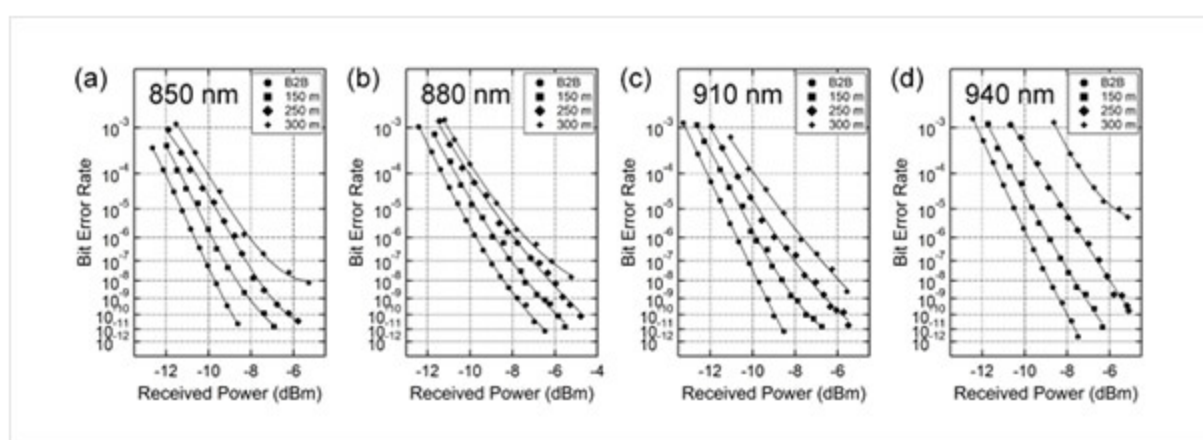 (a)
850 nm
B2B
150 m
250 m
300 m
Bit Error Rate
10-3
10-4
10-5
10-6
10-7
10-8
10-9
10-10
10-11
10-12
-12 -10 -8 -6
Received Power (dBm)
(b)
880 nm
B2B
150 m
250 m
300 m
Bit Error Rate
10-3
10-4
10-5
10-6
10-7
10-8
10-9
10-10
10-11
10-12
-12 -10 -8 -6 -4
Received Power (dBm)
(c)
910 nm
B2B
150 m
250 m
300 m
Bit Error Rate
10-3
10-4
10-5
10-6
10-7
10-8
10-9
10-10
10-11
10-12
-12 -10 -8 -6
Received Power (dBm)
(d)
940 nm
B2B
150 m
250 m
300 m
Bit Error Rate
10-3
10-4
10-5
10-6
10-7
10-8
10-9
10-10
10-11
10-12
-12 -10 -8 -6
Received Power (dBm)